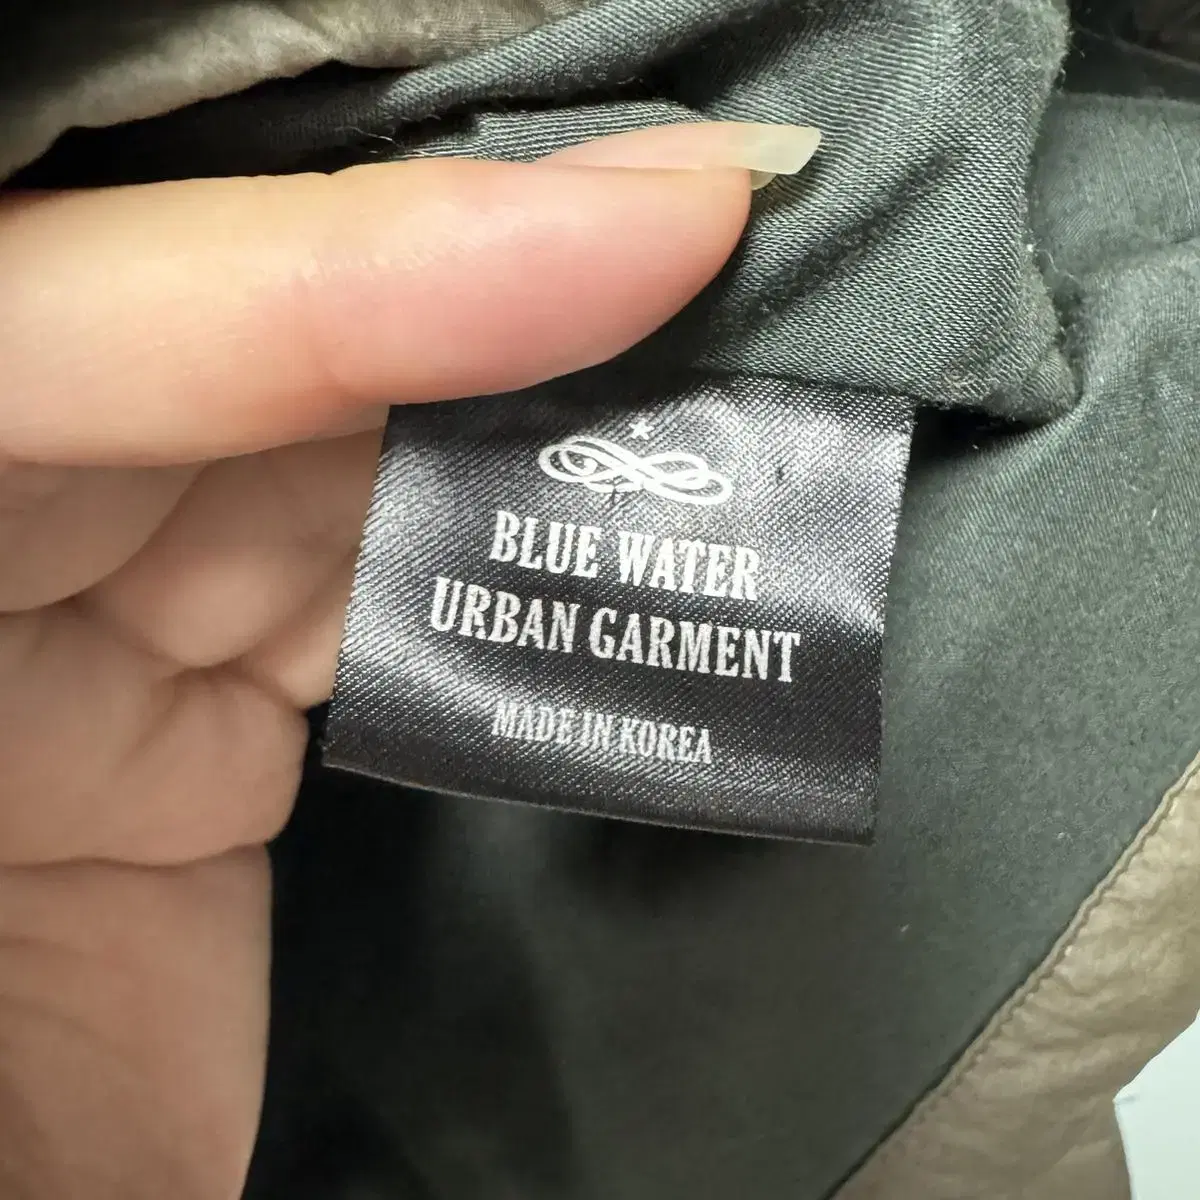 BLUE WATER
URBAN GARMENT
MADE IN KOREA